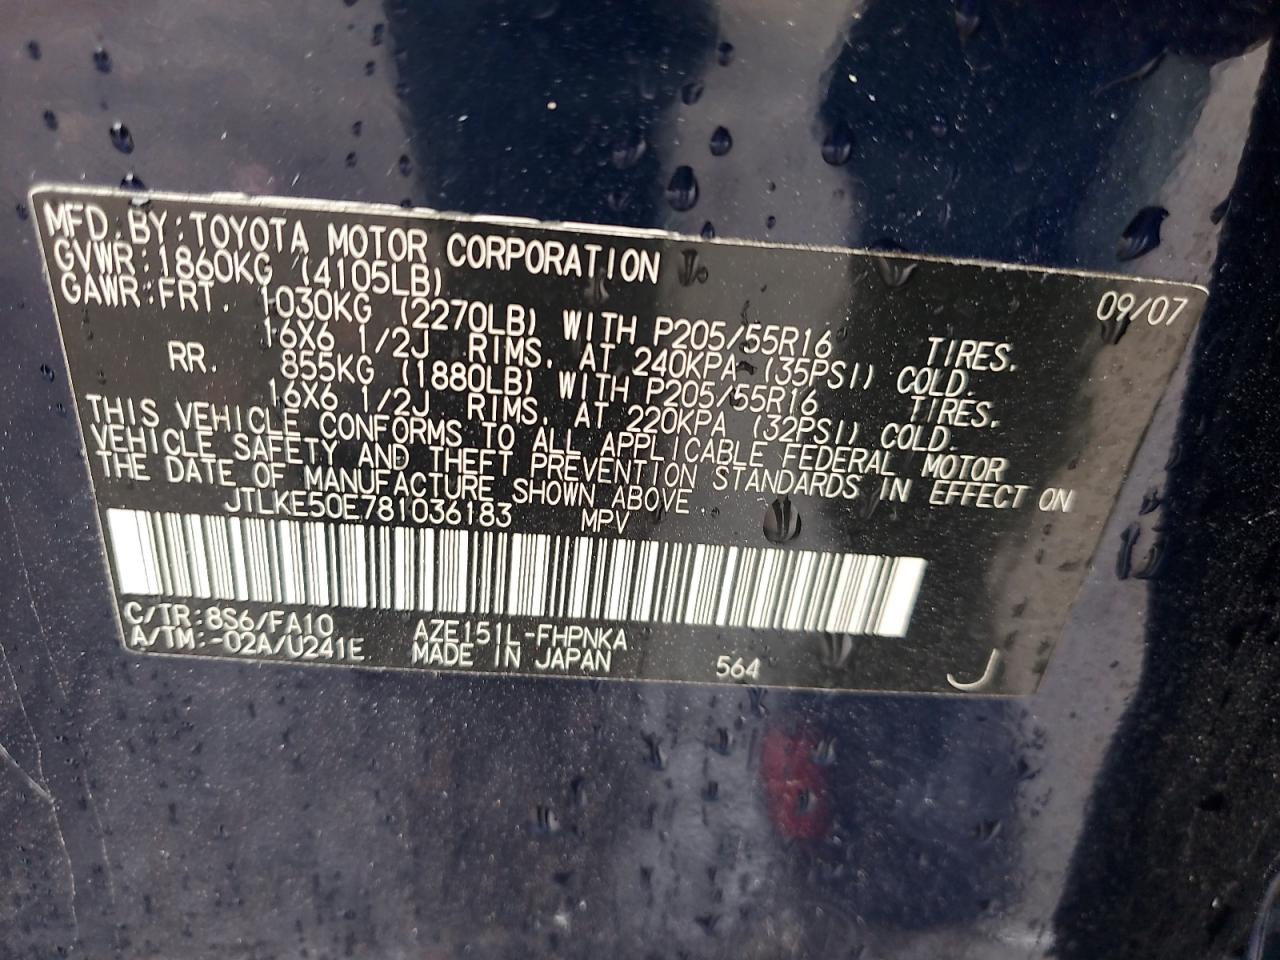 MFD. BY:TOYOTA MOTOR CORPORATION 09/07
GVWR:1860KG (4105LB)
GAWR:FRT. 1030KG (2270LB) WITH P205/55R16 TIRES.
16X6 1/2J RIMS. AT 240KPA (35PSI) COLD.
RR. 855KG (1880LB) WITH P205/55R16 TIRES.
16X6 1/2J RIMS. AT 220KPA (32PSI) COLD.
THIS VEHICLE CONFORMS TO ALL APPLICABLE FEDERAL MOTOR
VEHICLE SAFETY AND THEFT PREVENTION STANDARDS IN EFFECT ON
THE DATE OF MANUFACTURE SHOWN ABOVE.
JTLKE50E781036183 MPV
C/TR:8S6/FA10 AZE151L-FHPNKA
A/TM:-02A/U241E MADE IN JAPAN 564 J